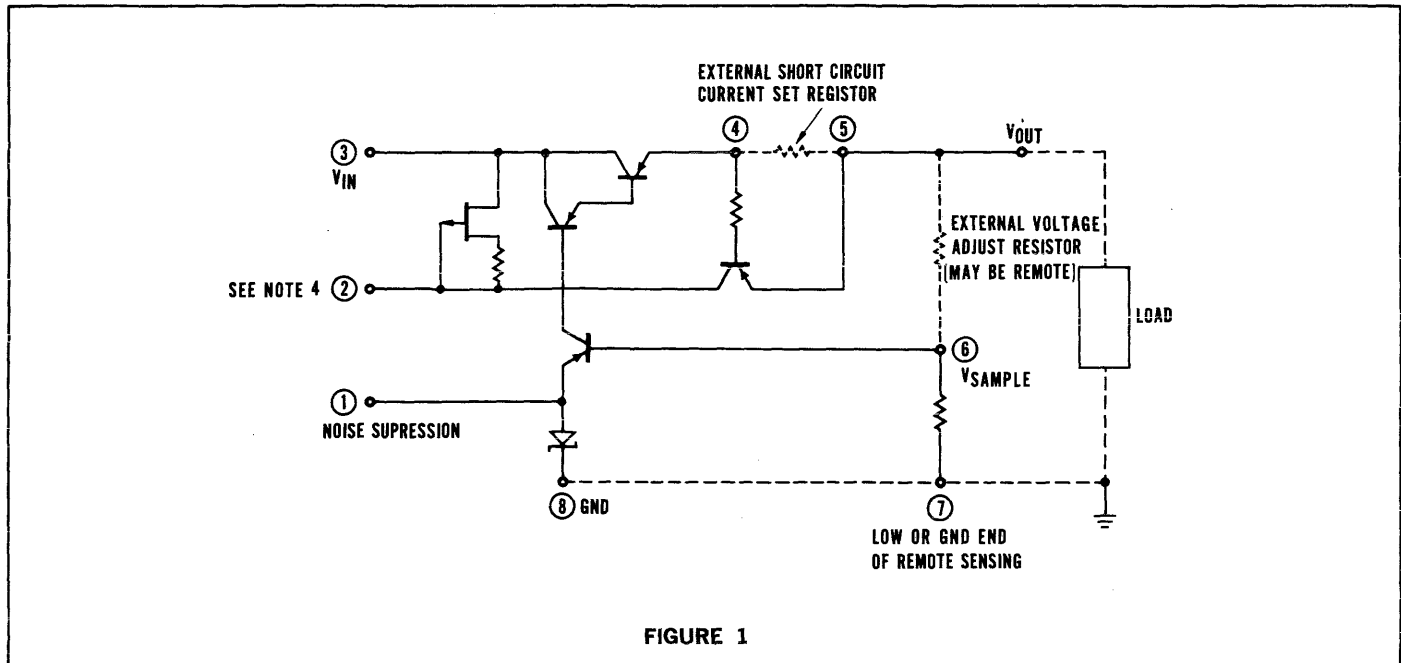 EXTERNAL SHORT CIRCUIT
CURRENT SET REGISTOR
④
⑤
VOUT
③
VIN
EXTERNAL VOLTAGE
ADJUST RESISTOR
(MAY BE REMOTE)
SEE NOTE 4 ②
LOAD
⑥
VSAMPLE
①
NOISE SUPRESSION
⑧ GND
⑦
LOW OR GND END
OF REMOTE SENSING
FIGURE 1